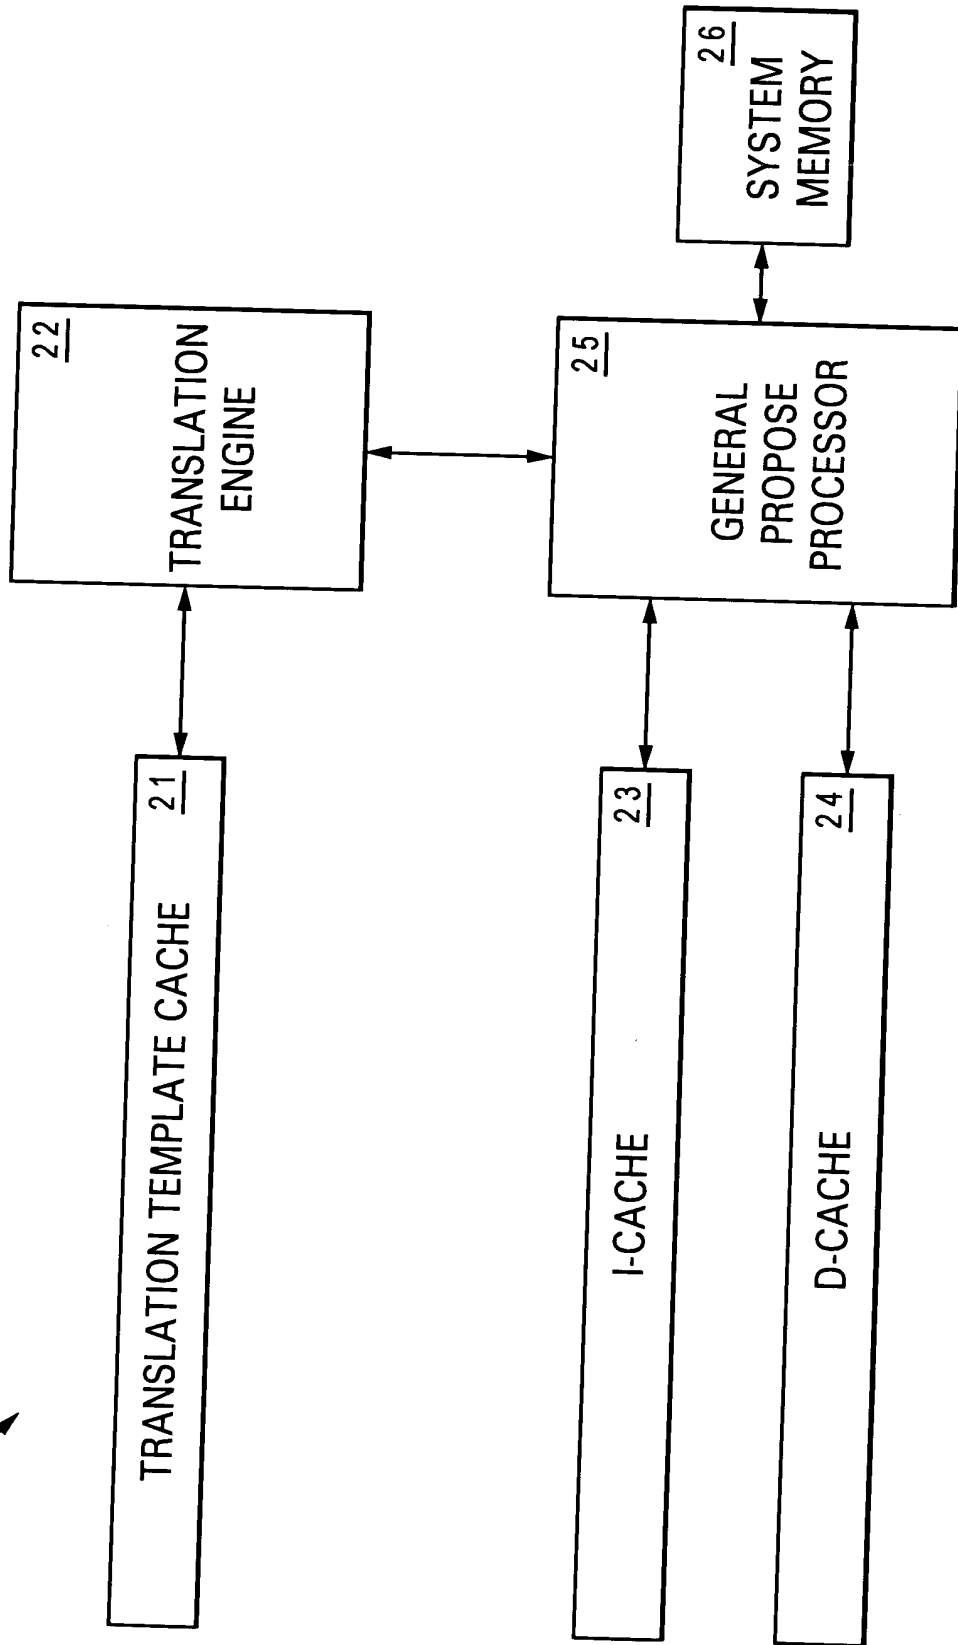 TRANSLATION TEMPLATE CACHE
21
TRANSLATION
ENGINE
22
I-CACHE
23
D-CACHE
24
GENERAL
PROPOSE
PROCESSOR
25
SYSTEM
MEMORY
26